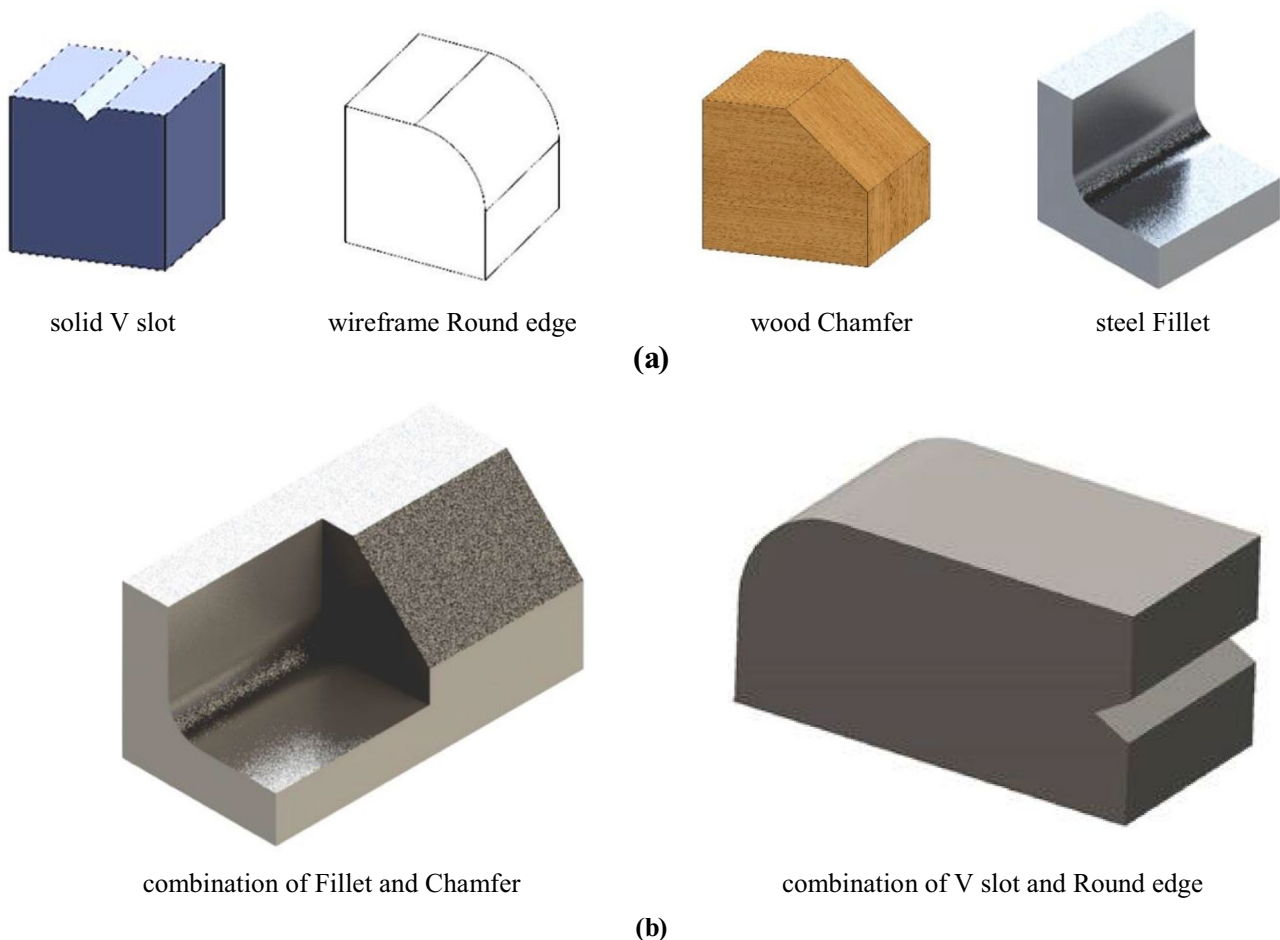 solid V slot
wireframe Round edge
wood Chamfer
steel Fillet
(a)
combination of Fillet and Chamfer
combination of V slot and Round edge
(b)